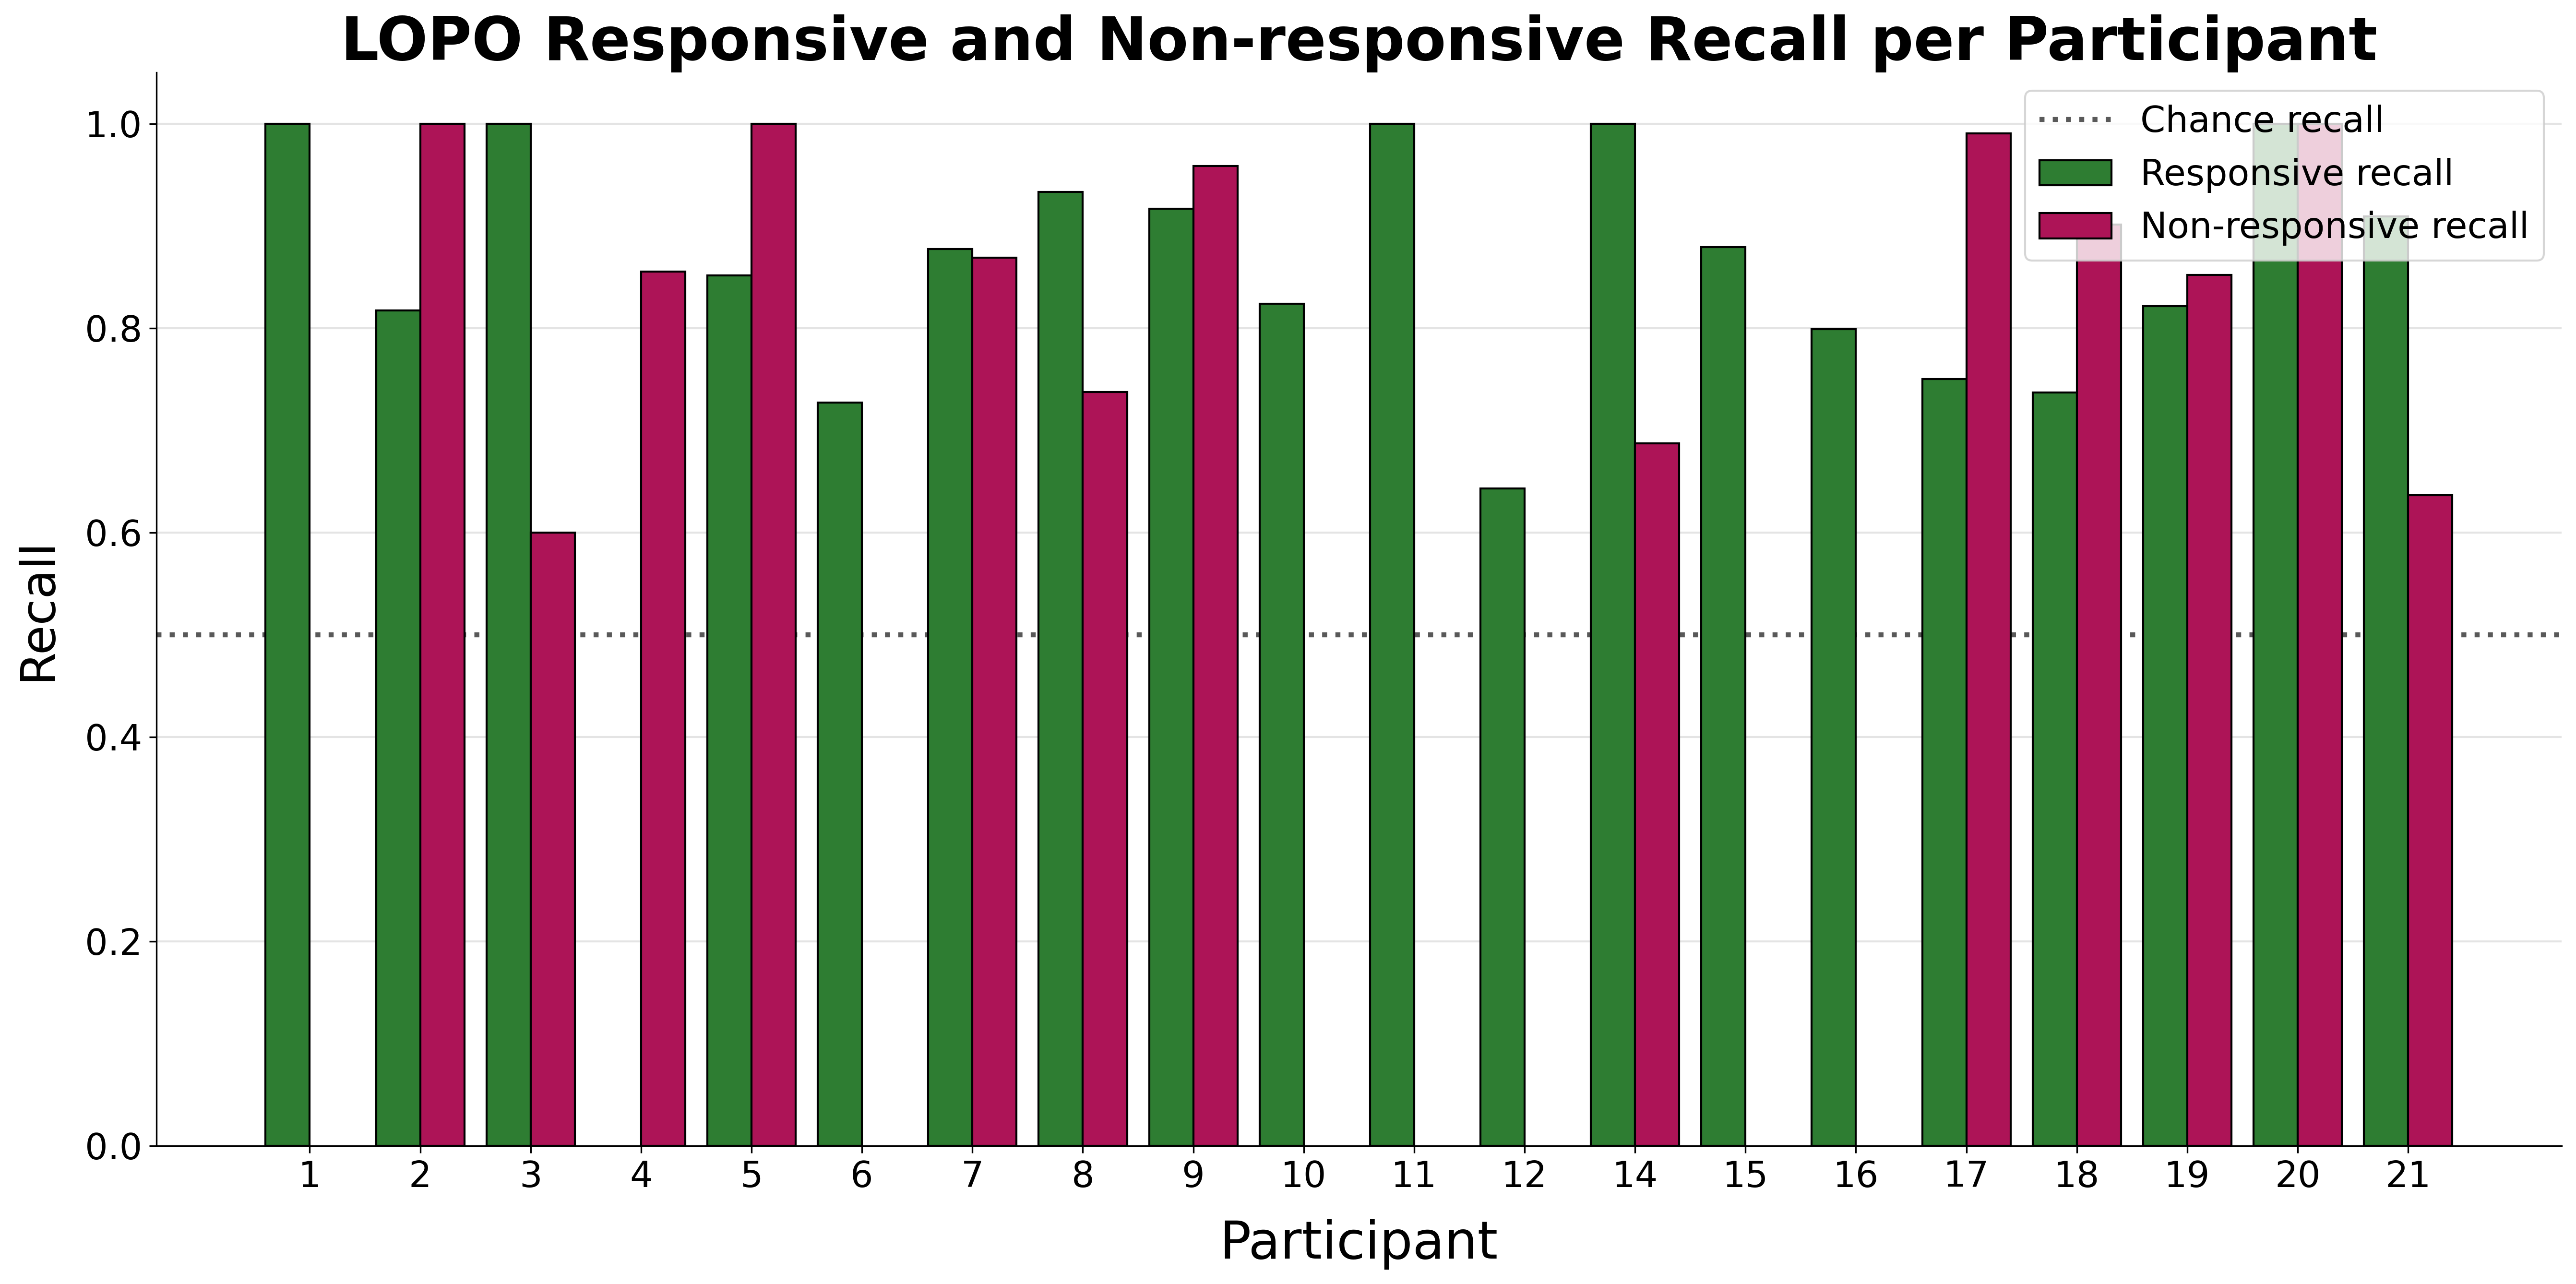 LOPO Responsive and Non-responsive Recall per Participant
Chance recall
Responsive recall
Non-responsive recall
1.0
0.8
0.6
0.4
0.2
0.0
Recall
1 2 3 4 5 6 7 8 9 10 11 12 14 15 16 17 18 19 20 21
Participant